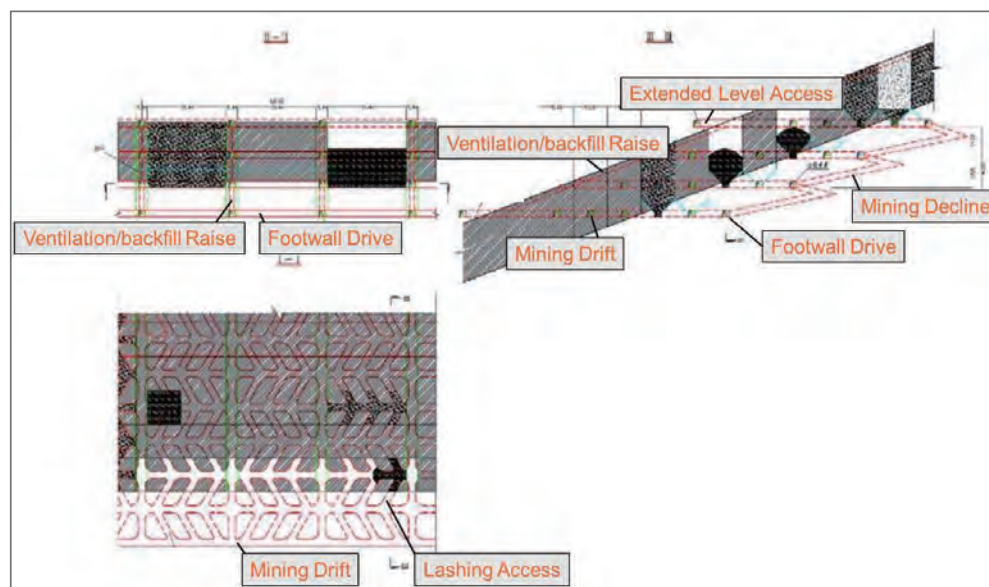 Extended Level Access
Ventilation/backfill Raise
Mining Decline
Ventilation/backfill Raise
Footwall Drive
Mining Drift
Footwall Drive
Mining Drift
Lashing Access